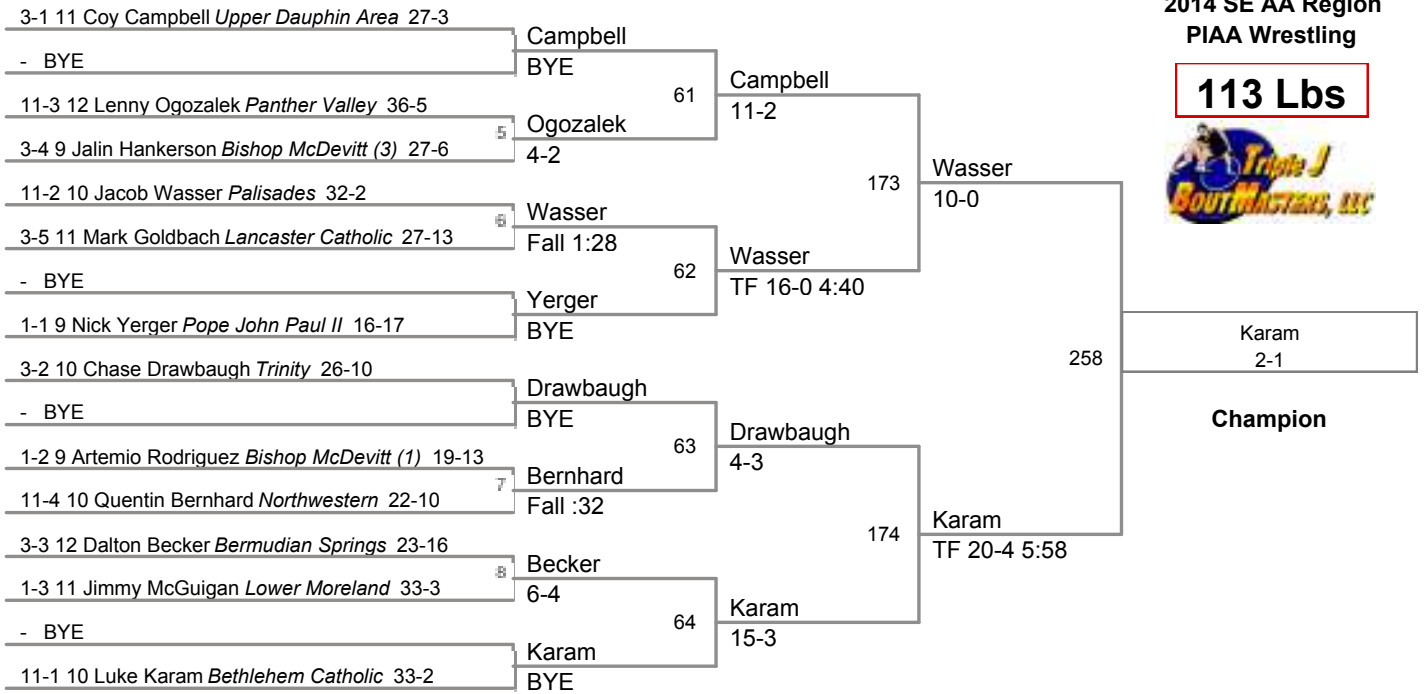 2014 SE AA Region
PIAA Wrestling
113 Lbs
Triple J
BOUTMASTERS, LLC
3-1 11 Coy Campbell Upper Dauphin Area 27-3
- BYE
11-3 12 Lenny Ogozalek Panther Valley 36-5
3-4 9 Jalin Hankerson Bishop McDevitt (3) 27-6
11-2 10 Jacob Wasser Palisades 32-2
3-5 11 Mark Goldbach Lancaster Catholic 27-13
- BYE
1-1 9 Nick Yerger Pope John Paul II 16-17
3-2 10 Chase Drawbaugh Trinity 26-10
- BYE
1-2 9 Artemio Rodriguez Bishop McDevitt (1) 19-13
11-4 10 Quentin Bernhard Northwestern 22-10
3-3 12 Dalton Becker Bermudian Springs 23-16
1-3 11 Jimmy McGuigan Lower Moreland 33-3
- BYE
11-1 10 Luke Karam Bethlehem Catholic 33-2
Campbell
BYE
5
Ogozalek
4-2
6
Wasser
Fall 1:28
Yerger
BYE
Drawbaugh
BYE
7
Bernhard
Fall :32
8
Becker
6-4
Karam
BYE
61
Campbell
11-2
62
Wasser
TF 16-0 4:40
63
Drawbaugh
4-3
64
Karam
15-3
173
Wasser
10-0
174
Karam
TF 20-4 5:58
258
Karam
2-1
Champion